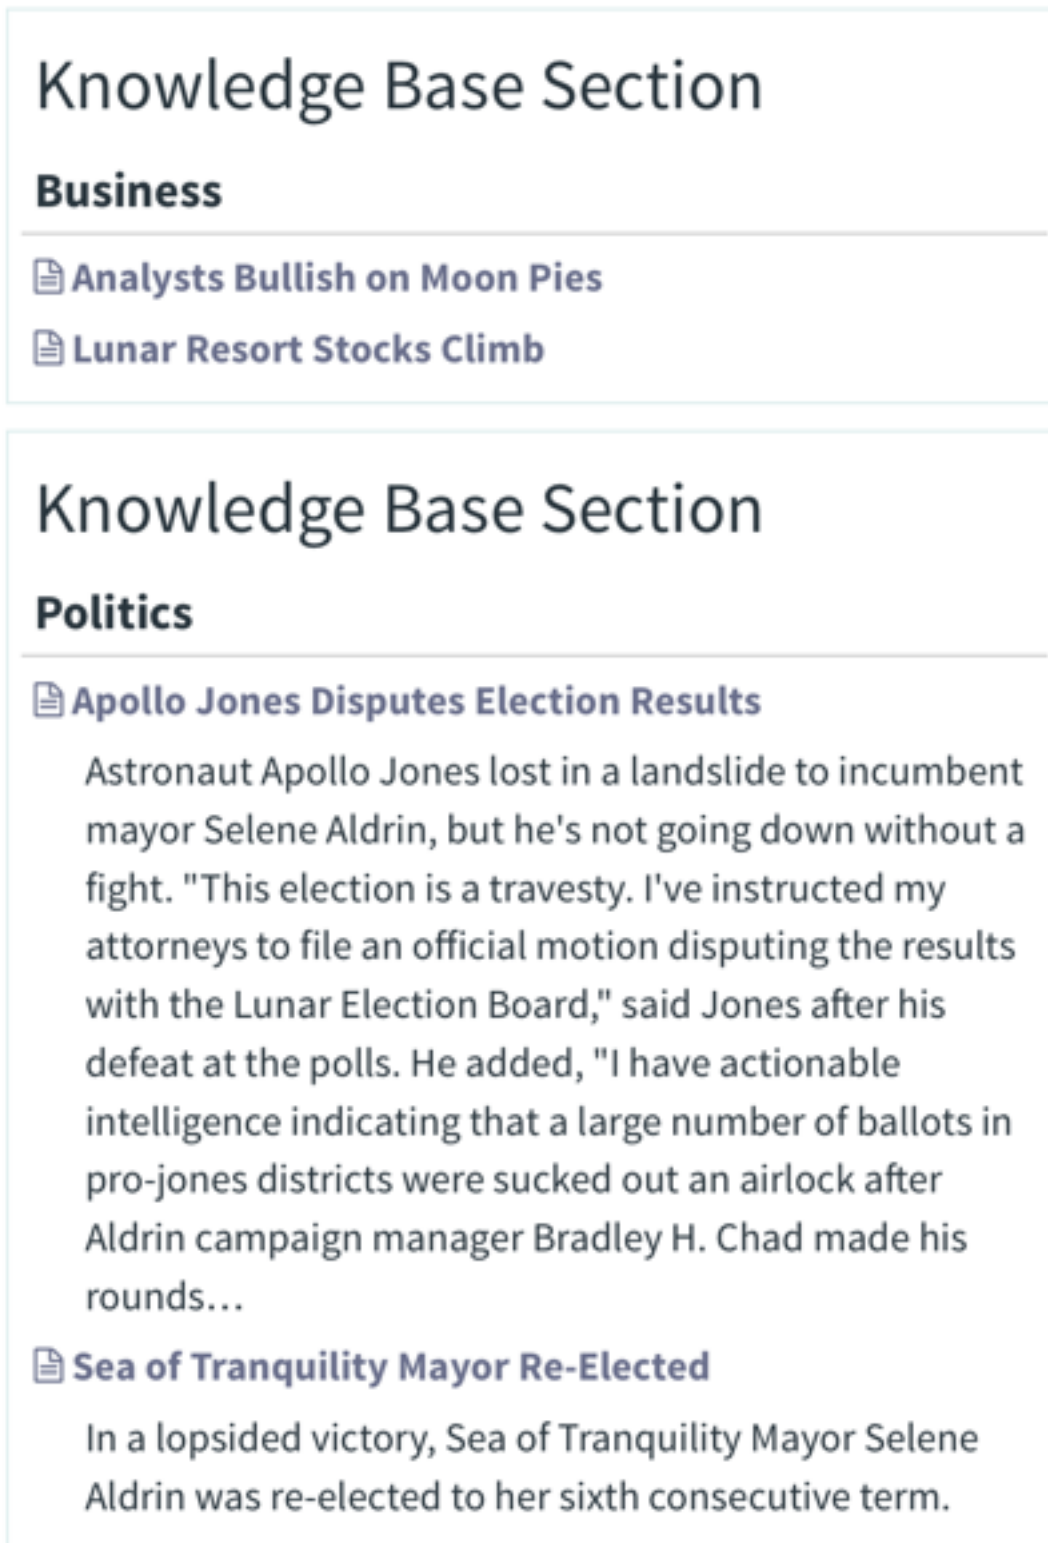 Knowledge Base Section
Business
Analysts Bullish on Moon Pies
Lunar Resort Stocks Climb
Knowledge Base Section
Politics
Apollo Jones Disputes Election Results
Astronaut Apollo Jones lost in a landslide to incumbent
mayor Selene Aldrin, but he's not going down without a
fight. "This election is a travesty. I've instructed my
attorneys to file an official motion disputing the results
with the Lunar Election Board," said Jones after his
defeat at the polls. He added, "I have actionable
intelligence indicating that a large number of ballots in
pro-jones districts were sucked out an airlock after
Aldrin campaign manager Bradley H. Chad made his
rounds…
Sea of Tranquility Mayor Re-Elected
In a lopsided victory, Sea of Tranquility Mayor Selene
Aldrin was re-elected to her sixth consecutive term.